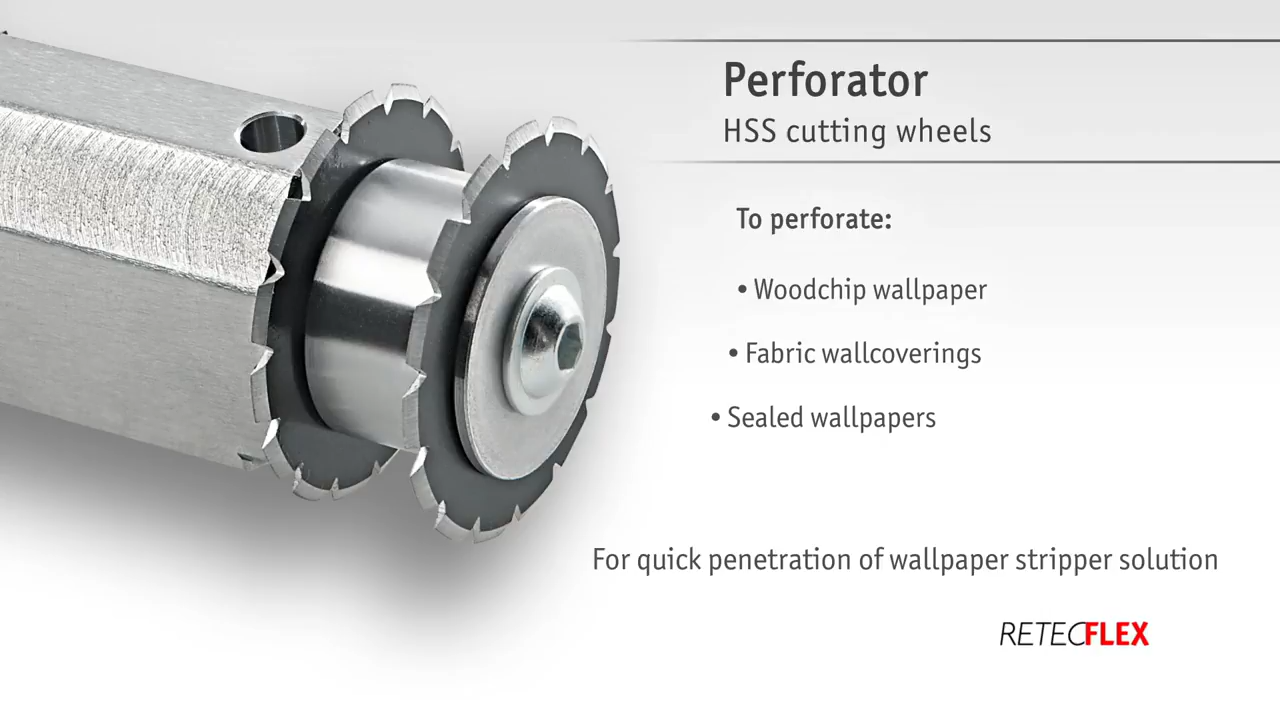 Perforator
HSS cutting wheels
To perforate:
• Woodchip wallpaper
• Fabric wallcoverings
• Sealed wallpapers
For quick penetration of wallpaper stripper solution
RETECFLEX